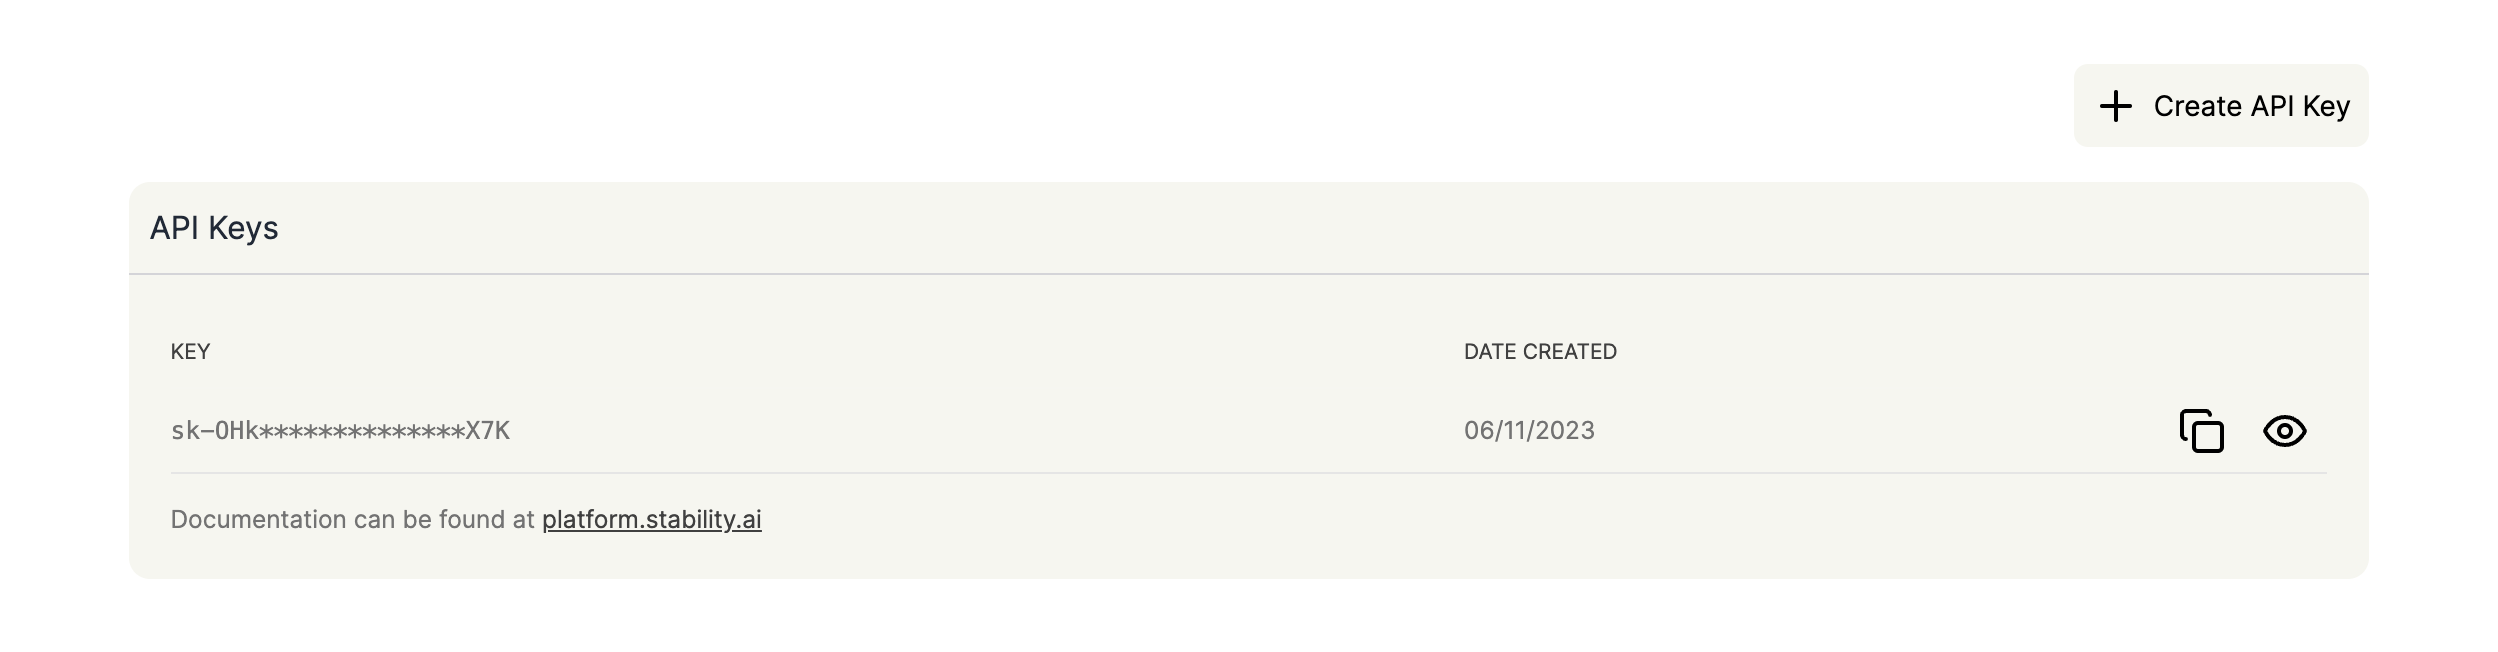 Create API Key
API Keys
KEY DATE CREATED
sk-0Hk**************X7K 06/11/2023
Documentation can be found at platform.stability.ai